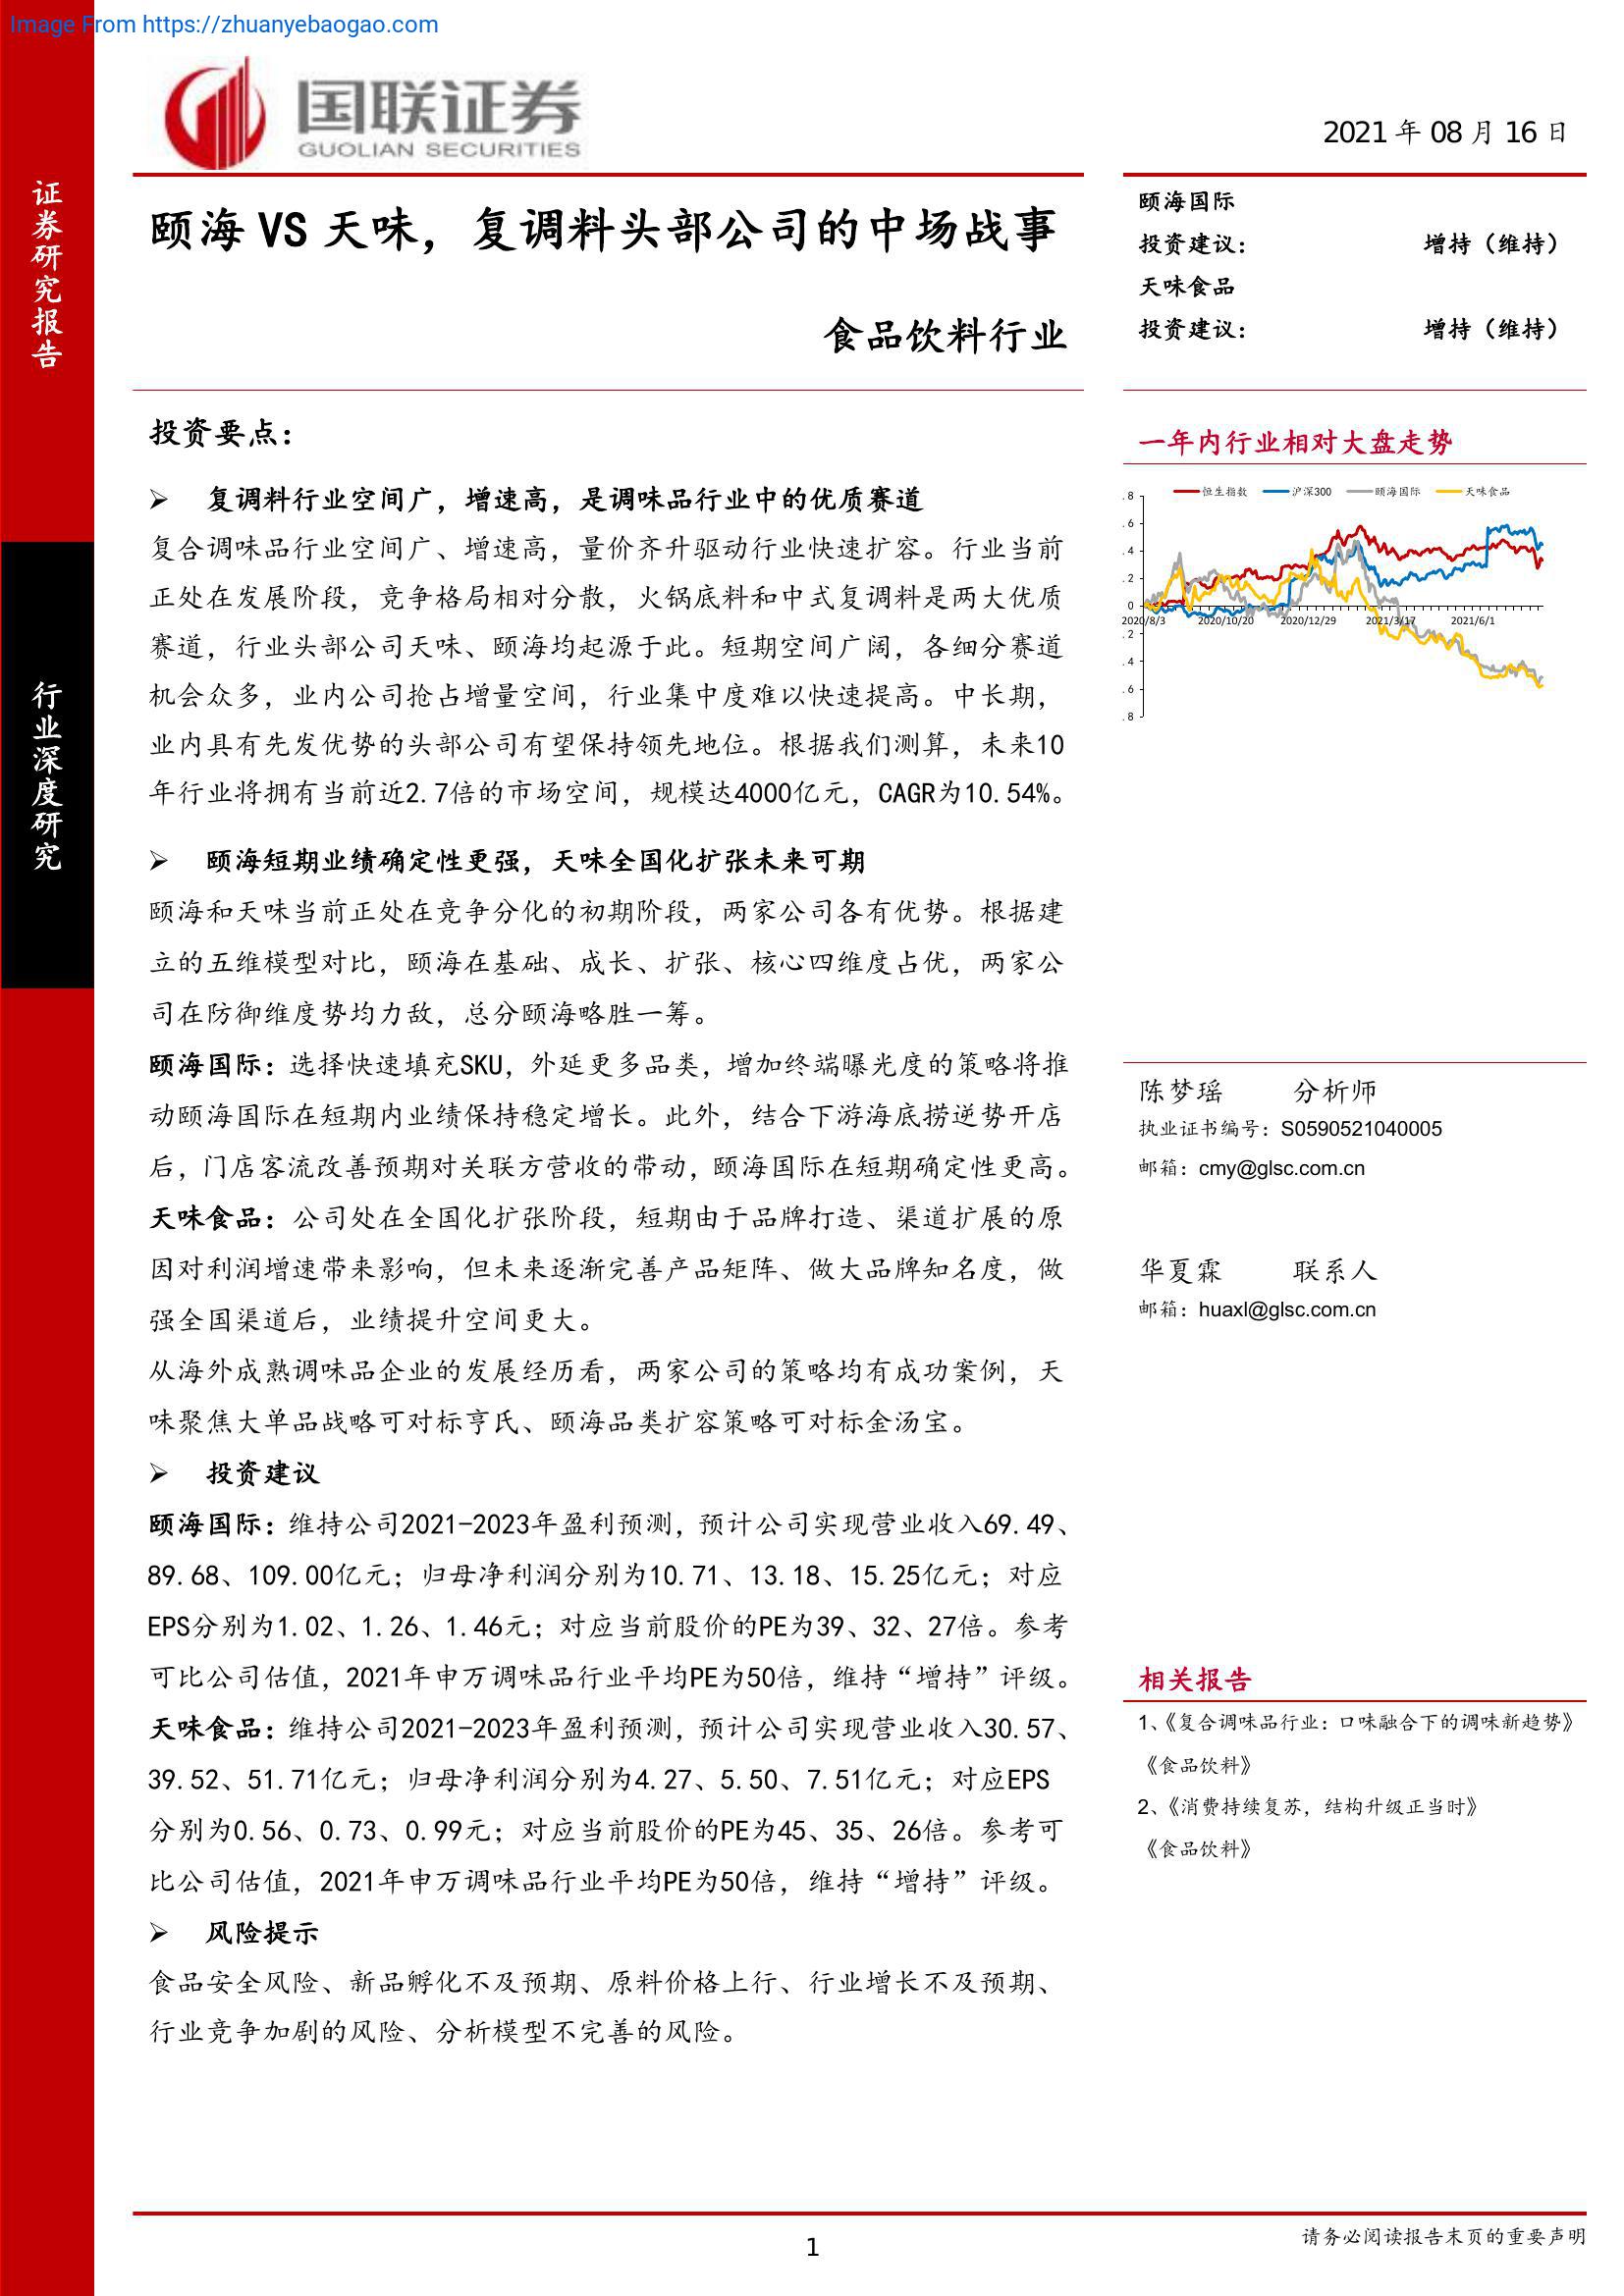 Image From https://zhuanyebaogao.com
国联证券
GUOLIAN SECURITIES
2021 年 08 月 16 日
证券研究报告
行业深度研究
颐海 VS 天味，复调料头部公司的中场战事
食品饮料行业
颐海国际
投资建议： 增持（维持）
天味食品
投资建议： 增持（维持）
投资要点：
➢ 复调料行业空间广，增速高，是调味品行业中的优质赛道
复合调味品行业空间广、增速高，量价齐升驱动行业快速扩容。行业当前
正处在发展阶段，竞争格局相对分散，火锅底料和中式复调料是两大优质
赛道，行业头部公司天味、颐海均起源于此。短期空间广阔，各细分赛道
机会众多，业内公司抢占增量空间，行业集中度难以快速提高。中长期，
业内具有先发优势的头部公司有望保持领先地位。根据我们测算，未来10
年行业将拥有当前近2.7倍的市场空间，规模达4000亿元，CAGR为10.54%。
➢ 颐海短期业绩确定性更强，天味全国化扩张未来可期
颐海和天味当前正处在竞争分化的初期阶段，两家公司各有优势。根据建
立的五维模型对比，颐海在基础、成长、扩张、核心四维度占优，两家公
司在防御维度势均力敌，总分颐海略胜一筹。
颐海国际：选择快速填充SKU，外延更多品类，增加终端曝光度的策略将推
动颐海国际在短期内业绩保持稳定增长。此外，结合下游海底捞逆势开店
后，门店客流改善预期对关联方营收的带动，颐海国际在短期确定性更高。
天味食品：公司处在全国化扩张阶段，短期由于品牌打造、渠道扩展的原
因对利润增速带来影响，但未来逐渐完善产品矩阵、做大品牌知名度，做
强全国渠道后，业绩提升空间更大。
从海外成熟调味品企业的发展经历看，两家公司的策略均有成功案例，天
味聚焦大单品战略可对标亨氏、颐海品类扩容策略可对标金汤宝。
➢ 投资建议
颐海国际：维持公司2021-2023年盈利预测，预计公司实现营业收入69.49、
89.68、109.00亿元；归母净利润分别为10.71、13.18、15.25亿元；对应
EPS分别为1.02、1.26、1.46元；对应当前股价的PE为39、32、27倍。参考
可比公司估值，2021年申万调味品行业平均PE为50倍，维持“增持”评级。
天味食品：维持公司2021-2023年盈利预测，预计公司实现营业收入30.57、
39.52、51.71亿元；归母净利润分别为4.27、5.50、7.51亿元；对应EPS
分别为0.56、0.73、0.99元；对应当前股价的PE为45、35、26倍。参考可
比公司估值，2021年申万调味品行业平均PE为50倍，维持“增持”评级。
➢ 风险提示
食品安全风险、新品孵化不及预期、原料价格上行、行业增长不及预期、
行业竞争加剧的风险、分析模型不完善的风险。
一年内行业相对大盘走势
恒生指数 沪深300 颐海国际 天味食品
.8
.6
.4
.2
0
2020/8/3 2020/10/20 2020/12/29 2021/3/17 2021/6/1
.2
.4
.6
.8
陈梦瑶 分析师
执业证书编号：S0590521040005
邮箱：cmy@glsc.com.cn
华夏霖 联系人
邮箱：huaxl@glsc.com.cn
相关报告
1、《复合调味品行业：口味融合下的调味新趋势》
《食品饮料》
2、《消费持续复苏，结构升级正当时》
《食品饮料》
1
请务必阅读报告末页的重要声明